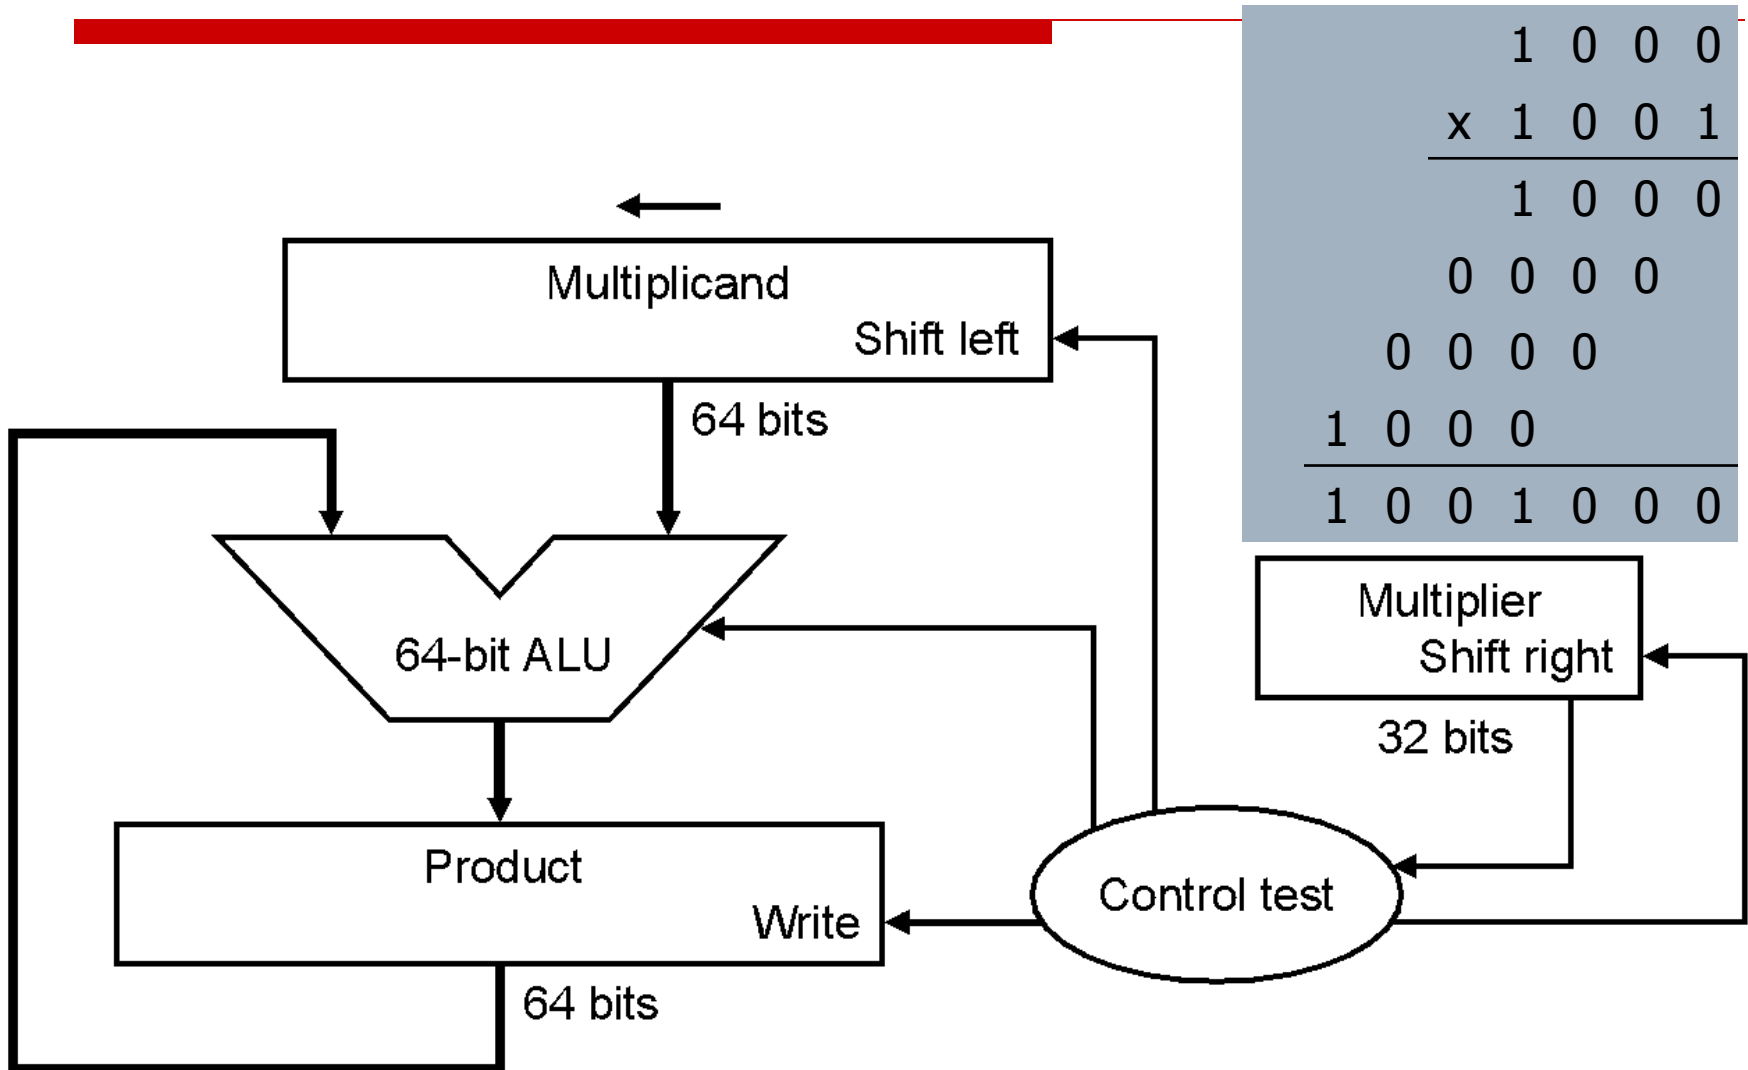 1 0 0 0
x 1 0 0 1
1 0 0 0
0 0 0 0
0 0 0 0
1 0 0 0
1 0 0 1 0 0 0
Multiplicand
Shift left
64 bits
64-bit ALU
Multiplier
Shift right
32 bits
Product
Write
Control test
64 bits